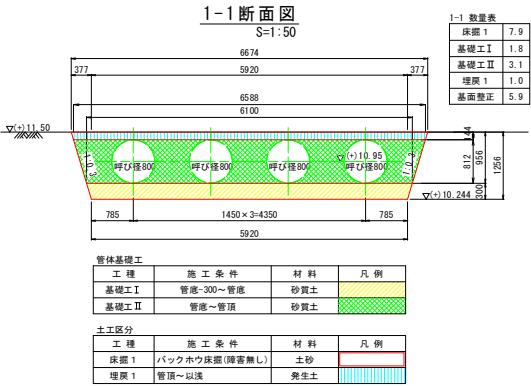 1-1断面図
S=1:50
1-1 数量表
床掘1 7.9
基礎工Ⅰ 1.8
基礎工Ⅱ 3.1
埋戻1 1.0
基面整正 5.9
6674
377 5920 377
6588
6100
▽(+)11.50
144
呼び径800 呼び径800 呼び径800 呼び径800
▽(+)10.95
1:0.3 1:0.3
812 956 1256
300
▽(+)10.244
785 1450×3=4350 785
5920
管体基礎工
工種 施工条件 材料 凡例
基礎工Ⅰ 管底-300～管底 砂質土
基礎工Ⅱ 管底～管頂 砂質土
土工区分
工種 施工条件 材料 凡例
床掘1 バックホウ床掘(障害無し) 土砂
埋戻1 管頂～以浅 発生土